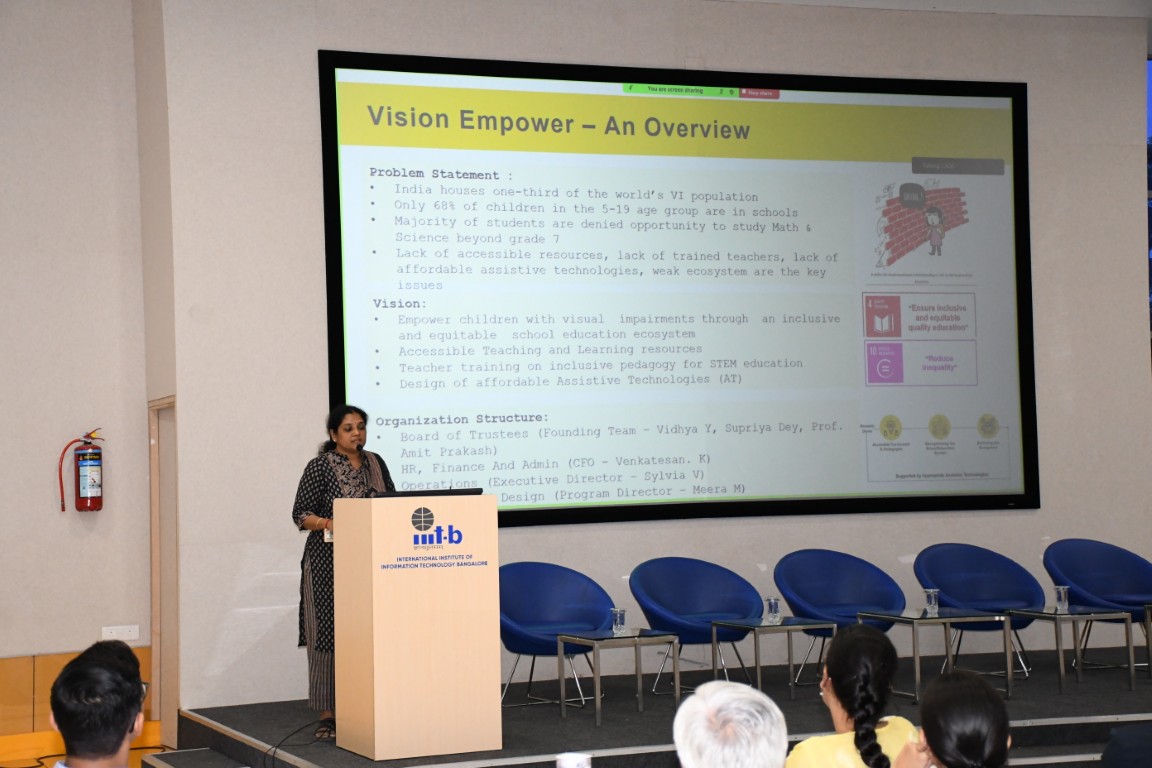 You are screen sharing
Stop Share
Vision Empower – An Overview
Problem Statement :
• India houses one-third of the world's VI population
• Only 68% of children in the 5-19 age group are in schools
• Majority of students are denied opportunity to study Math &
Science beyond grade 7
• Lack of accessible resources, lack of trained teachers, lack of
affordable assistive technologies, weak ecosystem are the key
issues
Vision:
• Empower children with visual impairments through an inclusive
and equitable school education ecosystem
• Accessible Teaching and Learning resources
• Teacher training on inclusive pedagogy for STEM education
• Design of affordable Assistive Technologies (AT)
Organization Structure:
• Board of Trustees (Founding Team – Vidhya Y, Supriya Dey, Prof.
Amit Prakash)
HR, Finance And Admin (CFO – Venkatesan. K)
Operations (Executive Director – Sylvia V)
Design (Program Director – Meera M)
4
"Ensure inclusive
and equitable
quality education"
10
"Reduce
inequality"
Supported by Appropriate Assistive Technologies
iiit-b
INTERNATIONAL INSTITUTE OF
INFORMATION TECHNOLOGY BANGALORE